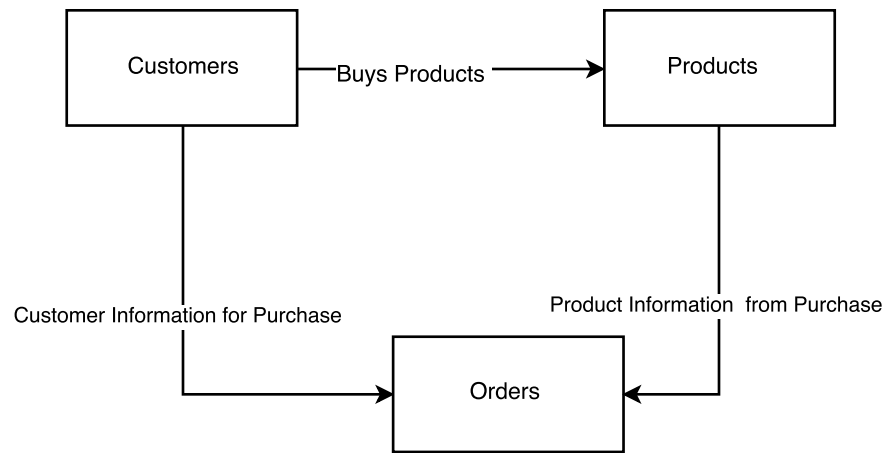 Customers
Buys Products
Products
Customer Information for Purchase
Product Information  from Purchase
Orders